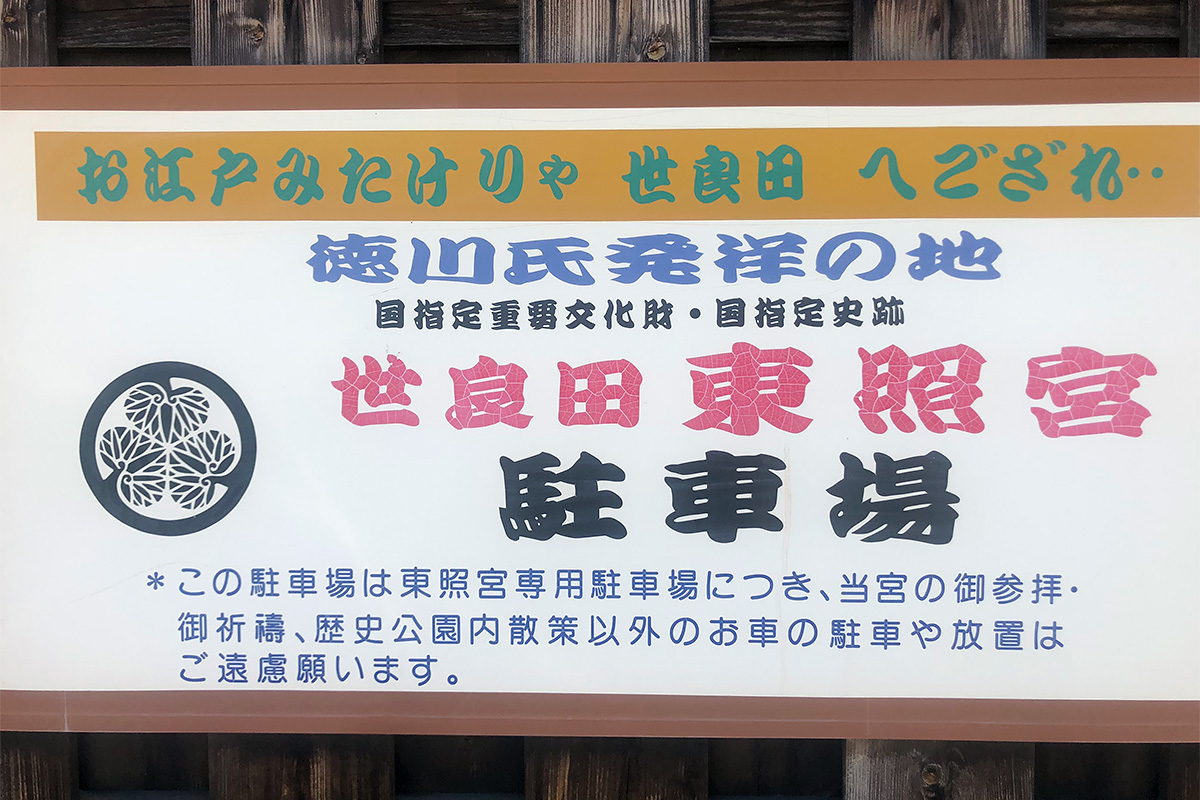 お江戸みたけりゃ 世良田 へござれ‥
徳川氏発洋の地
国指定重要文化財・国指定史跡
世良田東照宮
駐車場
＊この駐車場は東照宮専用駐車場につき、当宮の御参拝・
御祈禱、歴史公園内散策以外のお車の駐車や放置は
ご遠慮願います。